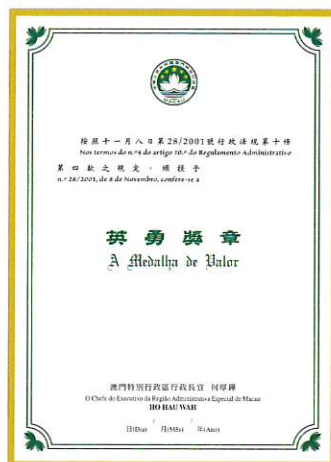 按照十一月八日第28/2001號行政法規第十條
Nos termos do n.º4 do artigo 10.º do Regulamento Administrativo
第四款之規定，頒授予
n.º 28/2001, de 8 de Novembro, confere-se a
英勇獎章
A Medalha de Valor
澳門特別行政區行政長官 何厚鏵
O Chefe do Executivo da Região Administrativa Especial de Macau
HO HAU WAH
/ /
日(Dia) 月(Mês) 年(Ano)